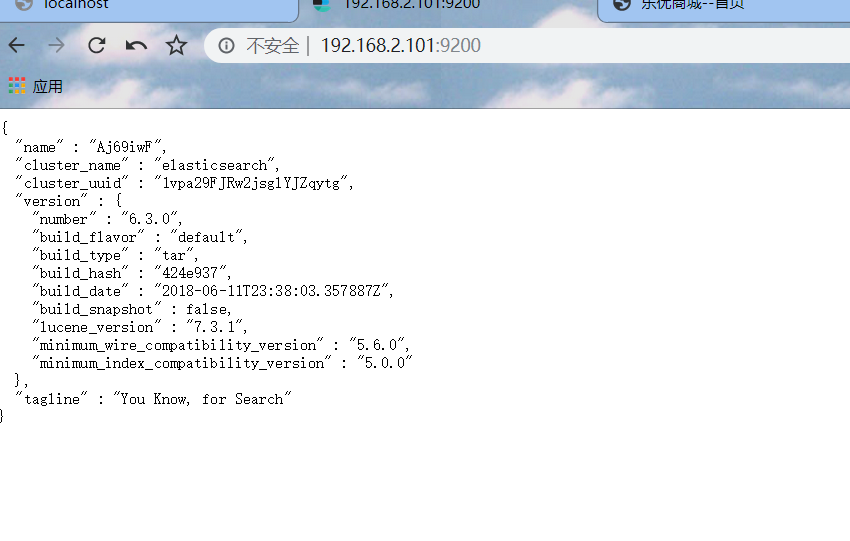 localhost
192.168.2.101:9200
乐优商城--首页
不安全 | 192.168.2.101:9200
应用
{
"name" : "Aj69iwF",
"cluster_name" : "elasticsearch",
"cluster_uuid" : "lvpa29FJRw2jsglYJZqytg",
"version" : {
"number" : "6.3.0",
"build_flavor" : "default",
"build_type" : "tar",
"build_hash" : "424e937",
"build_date" : "2018-06-11T23:38:03.357887Z",
"build_snapshot" : false,
"lucene_version" : "7.3.1",
"minimum_wire_compatibility_version" : "5.6.0",
"minimum_index_compatibility_version" : "5.0.0"
},
"tagline" : "You Know, for Search"
}